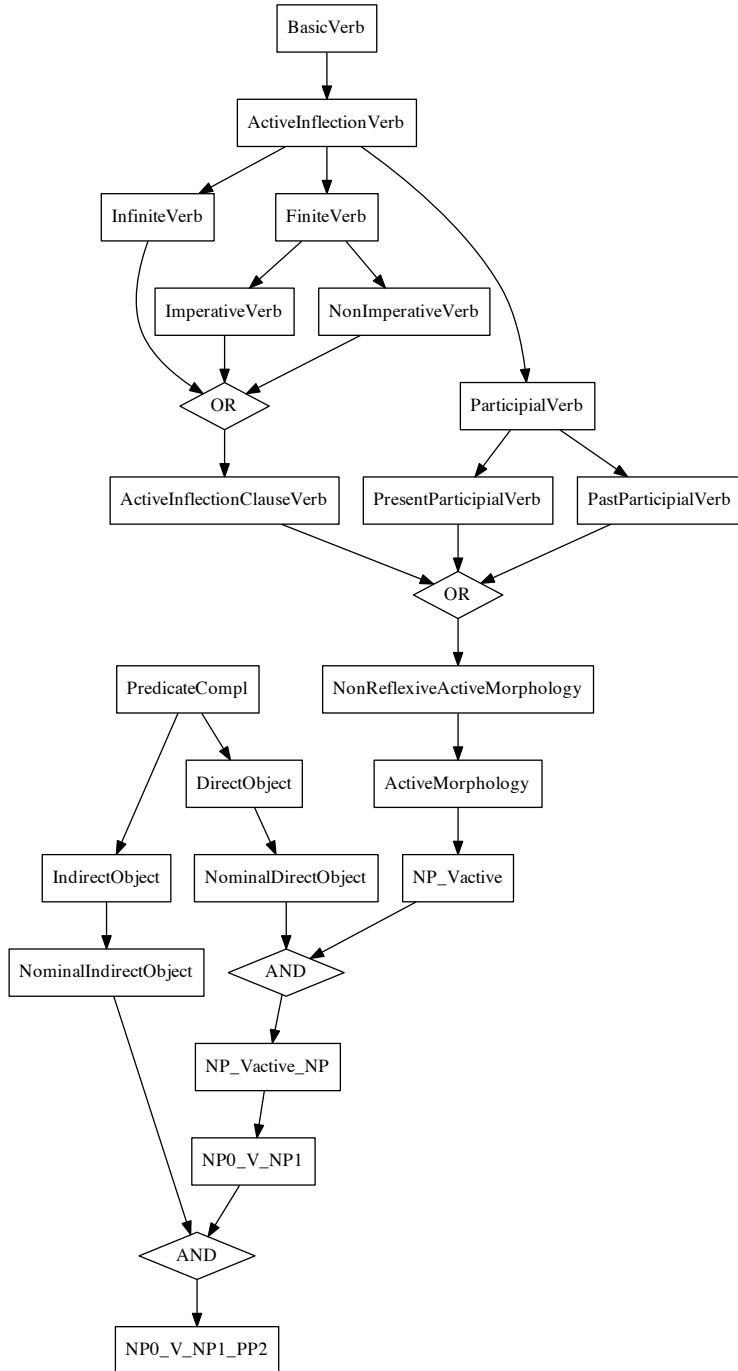 BasicVerb
ActiveInflectionVerb
InfiniteVerb
FiniteVerb
ImperativeVerb
NonImperativeVerb
OR
ParticipialVerb
ActiveInflectionClauseVerb
PresentParticipialVerb
PastParticipialVerb
OR
PredicateCompl
NonReflexiveActiveMorphology
DirectObject
ActiveMorphology
IndirectObject
NominalDirectObject
NP_Vactive
NominalIndirectObject
AND
NP_Vactive_NP
NP0_V_NP1
AND
NP0_V_NP1_PP2